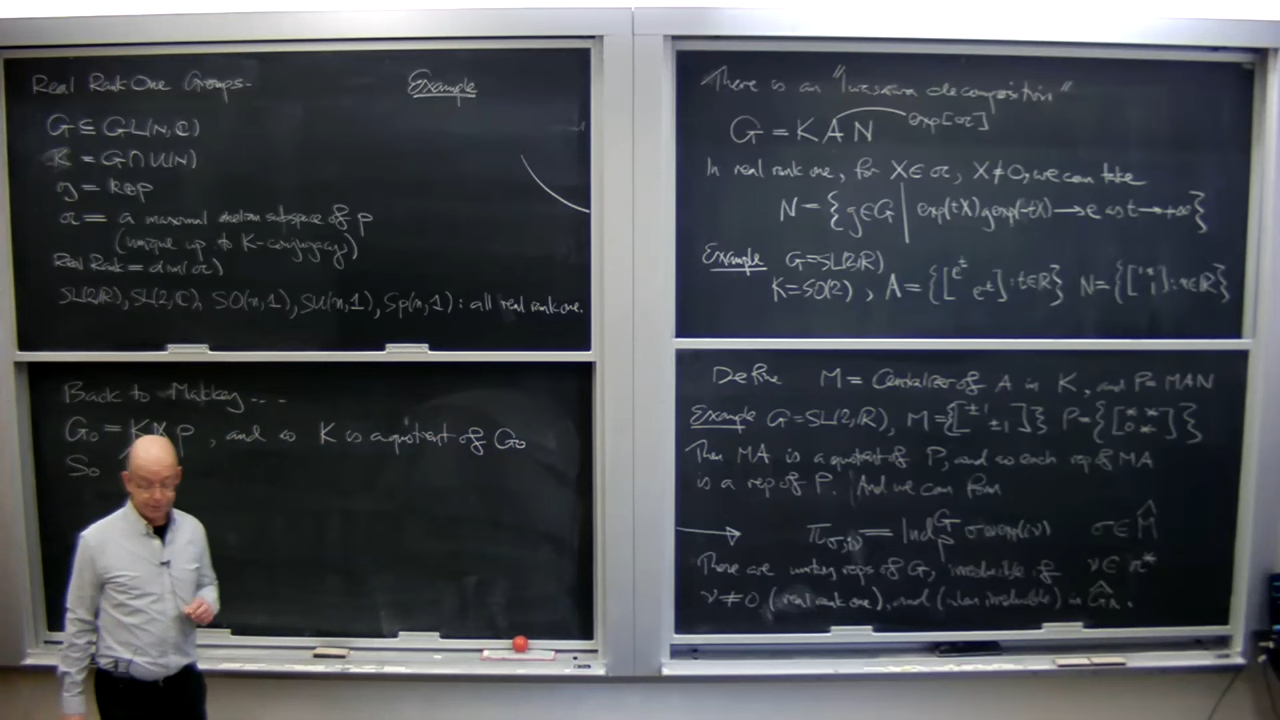 Real Rank One Groups.
Example
G ⊆ GL(N,ℂ)
K = G∩U(N)
𝔤 = k⊕p
𝔞 = a maximal abelian subspace of p
(unique up to K-conjugacy)
Real Rank = dim(𝔞)
SL(2,ℝ), SL(2,ℂ), SO(n,1), SU(n,1), Sp(n,1): all real rank one.
Back to Mackey....
G₀ = K⋉p, and so K is a quotient of G₀
So
There is an "Iwasawa decomposition"
G = KAN exp[𝔞]
In real rank one, for X∈𝔞, X≠0, we can take
N = {g∈G | exp(tX)g exp(-tX) → e as t→+∞}
Example G=SL(2,ℝ)
K=SO(2), A = {[e^t e^-t]: t∈ℝ} N = {[1 x 1]: x∈ℝ}
Define M = Centralizer of A in K, and P = MAN
Example G=SL(2,ℝ), M={[±1 ±1]} P={[* * 0 *]}
Then MA is a quotient of P, and so each rep of MA
is a rep of P. And we can form
→ π_σ,iν = Ind_P^G σ⊗exp(iν) σ∈M̂
There are unitary reps of G, irreducible if ν∈𝔞*
ν≠0 (real rank one), and (when irreducible) in Ĝ_λ.